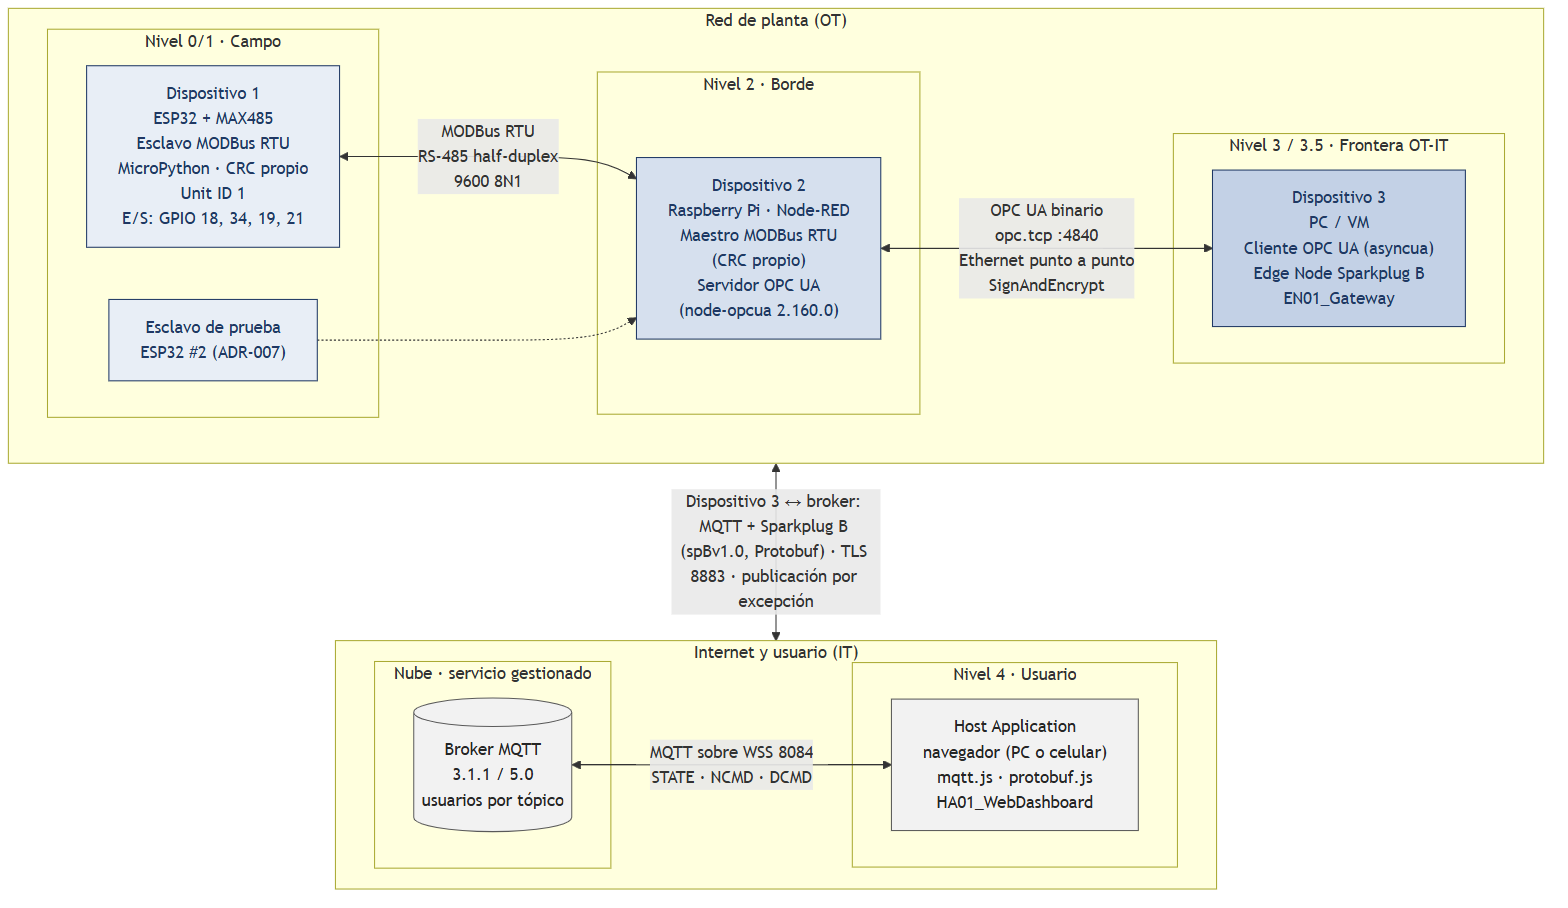 Red de planta (OT)
Nivel 0/1 · Campo
Dispositivo 1
ESP32 + MAX485
Esclavo MODBus RTU
MicroPython · CRC propio
Unit ID 1
E/S: GPIO 18, 34, 19, 21
Esclavo de prueba
ESP32 #2 (ADR-007)
MODBus RTU
RS-485 half-duplex
9600 8N1
Nivel 2 · Borde
Dispositivo 2
Raspberry Pi · Node-RED
Maestro MODBus RTU
(CRC propio)
Servidor OPC UA
(node-opcua 2.160.0)
OPC UA binario
opc.tcp :4840
Ethernet punto a punto
SignAndEncrypt
Nivel 3 / 3.5 · Frontera OT-IT
Dispositivo 3
PC / VM
Cliente OPC UA (asyncua)
Edge Node Sparkplug B
EN01_Gateway
Dispositivo 3 ↔ broker:
MQTT + Sparkplug B
(spBv1.0, Protobuf) · TLS
8883 · publicación por
excepción
Internet y usuario (IT)
Nube · servicio gestionado
Broker MQTT
3.1.1 / 5.0
usuarios por tópico
MQTT sobre WSS 8084
STATE · NCMD · DCMD
Nivel 4 · Usuario
Host Application
navegador (PC o celular)
mqtt.js · protobuf.js
HA01_WebDashboard